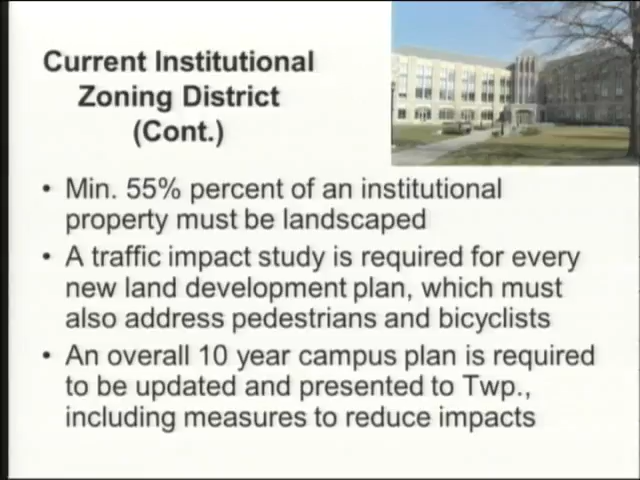 Current Institutional
Zoning District
(Cont.)
• Min. 55% percent of an institutional
property must be landscaped
• A traffic impact study is required for every
new land development plan, which must
also address pedestrians and bicyclists
• An overall 10 year campus plan is required
to be updated and presented to Twp.,
including measures to reduce impacts